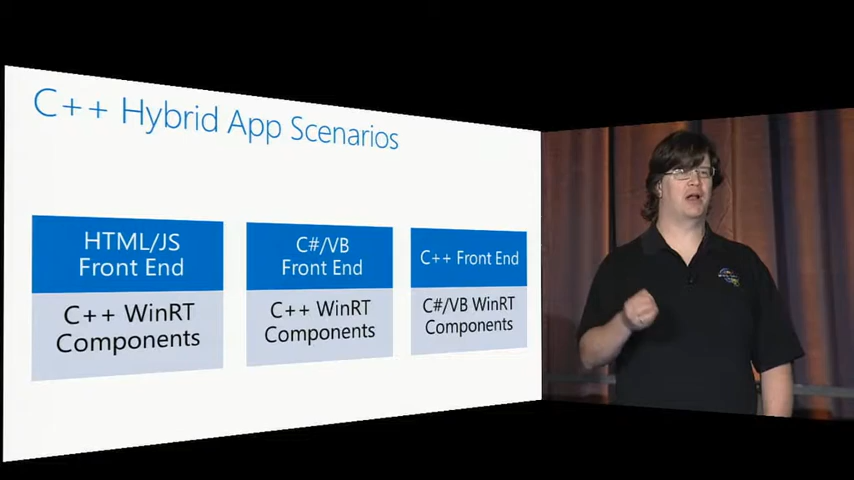 C++ Hybrid App Scenarios
HTML/JS
Front End
C++ WinRT
Components
C#/VB
Front End
C++ WinRT
Components
C++ Front End
C#/VB WinRT
Components